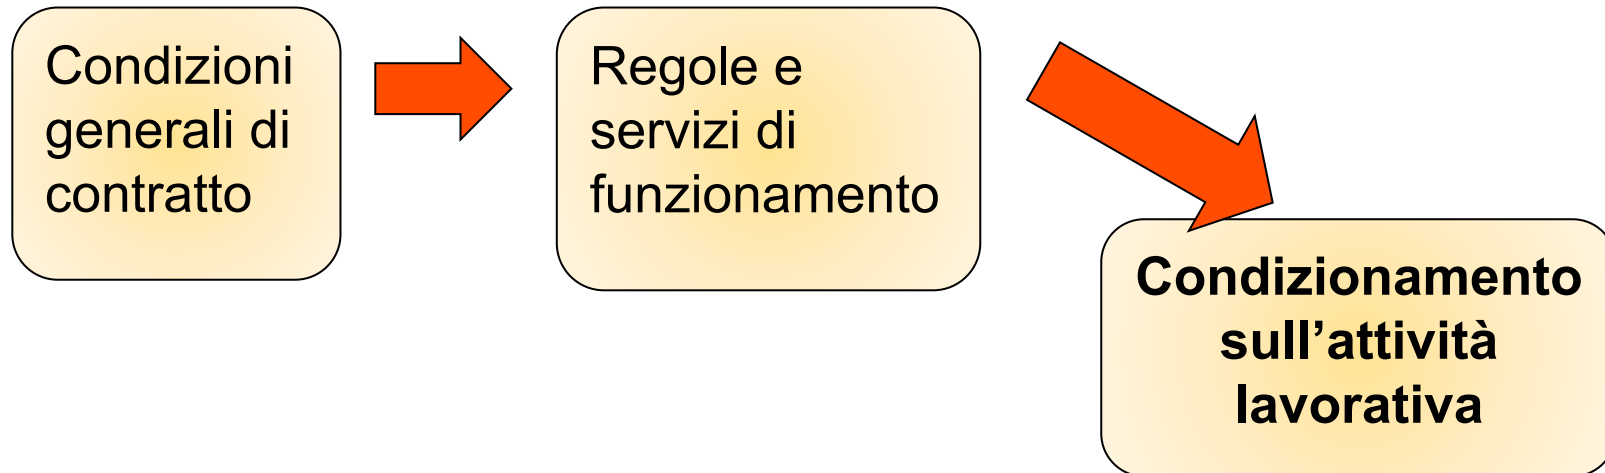 Condizioni
generali di
contratto
Regole e
servizi di
funzionamento
Condizionamento
sull’attività
lavorativa